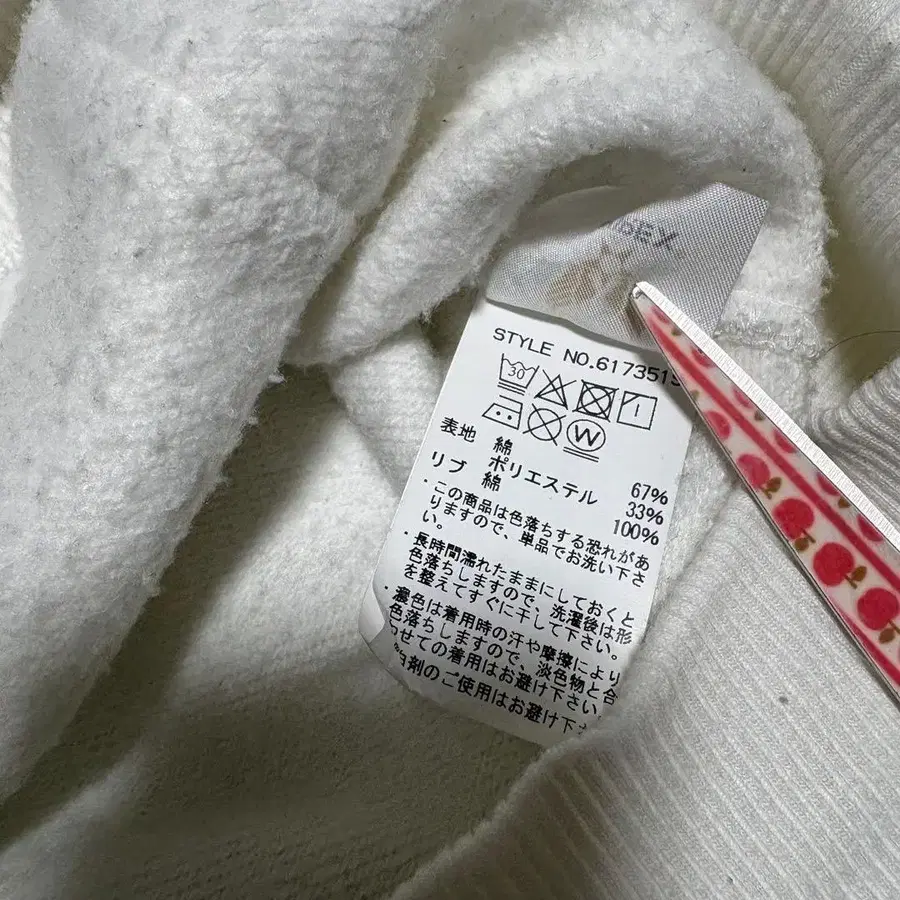 STYLE NO.617351
30
W
表地 綿 67%
ポリエステル 33%
リブ 綿 100%
・この商品は色落ちする恐れがあ
りますので、単品でお洗い下さ
い。
・長時間濡れたままにしておくと
色落ちしますので、洗濯後は形
を整えてすぐに干して下さい。
・濃色は着用時の汗や摩擦により
色落ちしますので、淡色物と合
わせての着用はお避け下さい
白剤のご使用はお避け下さ